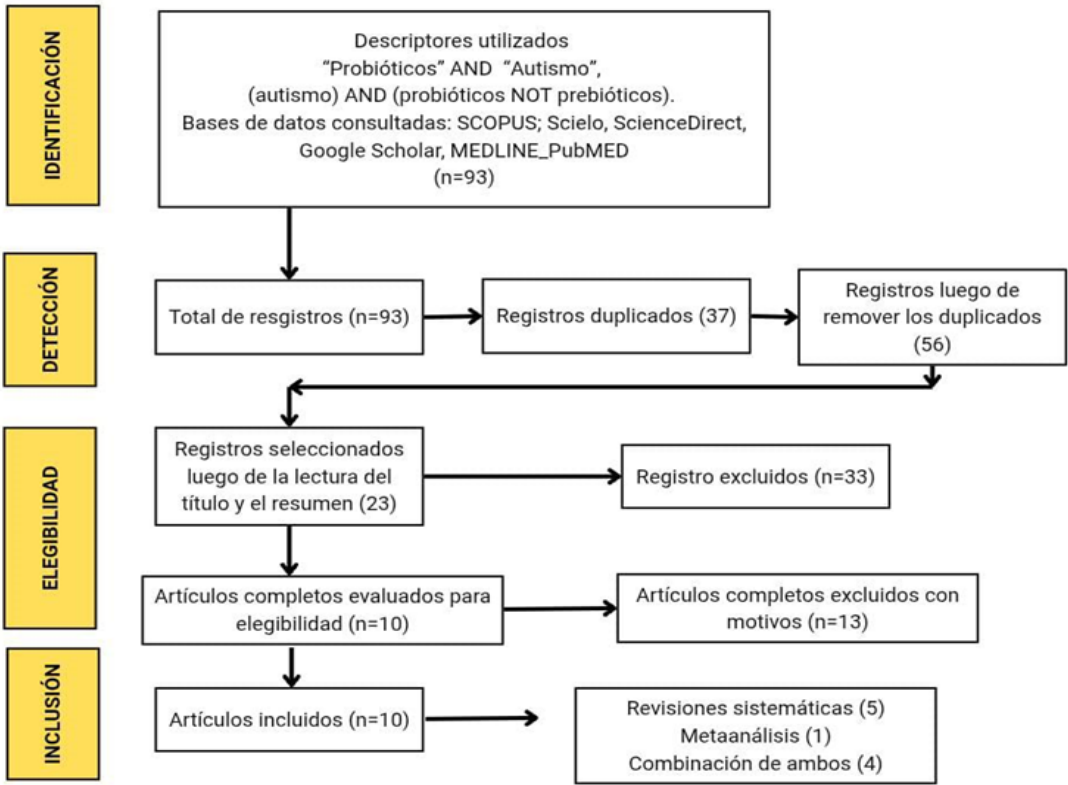 IDENTIFICACIÓN
Descriptores utilizados
“Probióticos” AND “Autismo”,
(autismo) AND (probióticos NOT prebióticos).
Bases de datos consultadas: SCOPUS; Scielo, ScienceDirect,
Google Scholar, MEDLINE_PubMED
(n=93)
DETECCIÓN
Total de resgistros (n=93)
Registros duplicados (37)
Registros luego de
remover los duplicados
(56)
ELEGIBILIDAD
Registros seleccionados
luego de la lectura del
título y el resumen (23)
Registro excluidos (n=33)
Artículos completos evaluados para
elegibilidad (n=10)
Artículos completos excluidos con
motivos (n=13)
INCLUSIÓN
Artículos incluidos (n=10)
Revisiones sistemáticas (5)
Metaanálisis (1)
Combinación de ambos (4)